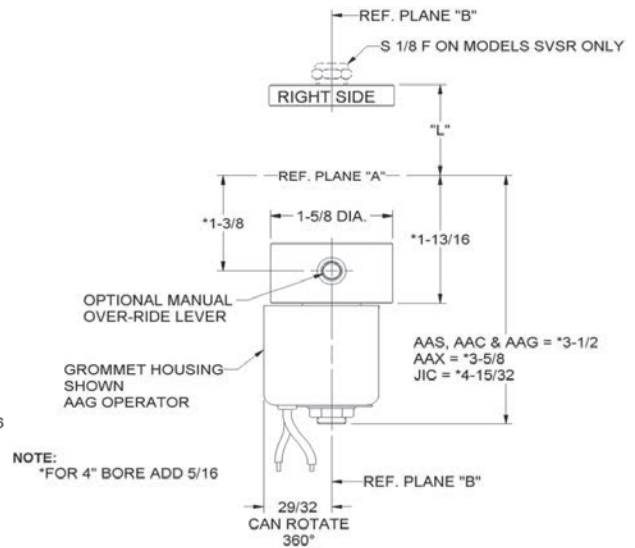 REF. PLANE "B"
S 1/8 F ON MODELS SVSR ONLY
RIGHT SIDE
"L"
REF. PLANE "A"
*1-3/8
1-5/8 DIA.
*1-13/16
OPTIONAL MANUAL
OVER-RIDE LEVER
AAS, AAC & AAG = *3-1/2
AAX = *3-5/8
JIC = *4-15/32
GROMMET HOUSING
SHOWN
AAG OPERATOR
6
NOTE:
*FOR 4" BORE ADD 5/16
REF. PLANE "B"
29/32
CAN ROTATE
360°